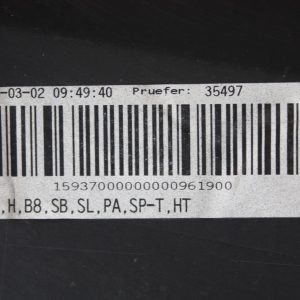 -03-02 09:49:40 Pruefer: 35497
15937000000000961900
,H,B8,SB,SL,PA,SP-T,HT